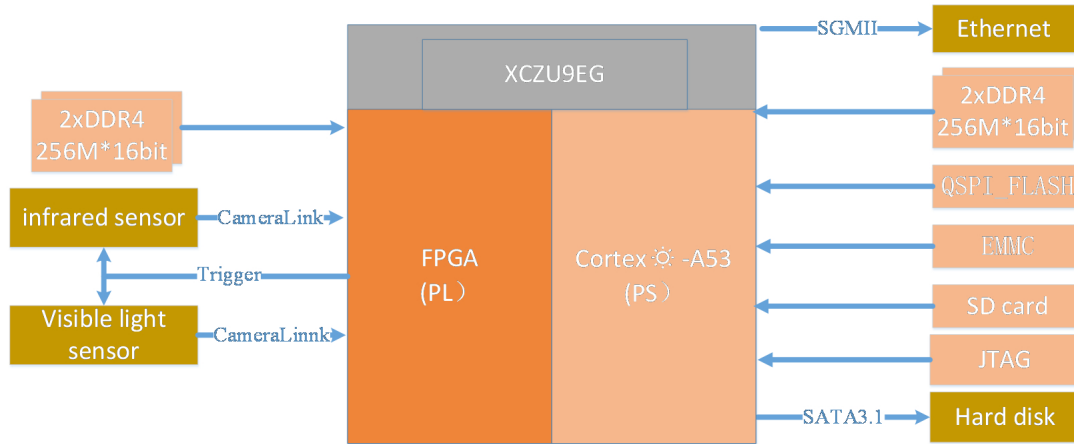 SGMII
Ethernet
XCZU9EG
2xDDR4
256M*16bit
2xDDR4
256M*16bit
QSPI_FLASH
infrared sensor
CameraLink
EMMC
FPGA
(PL）
Cortex☼-A53
(PS）
Trigger
SD card
Visible light
sensor
CameraLinnk
JTAG
SATA3.1
Hard disk